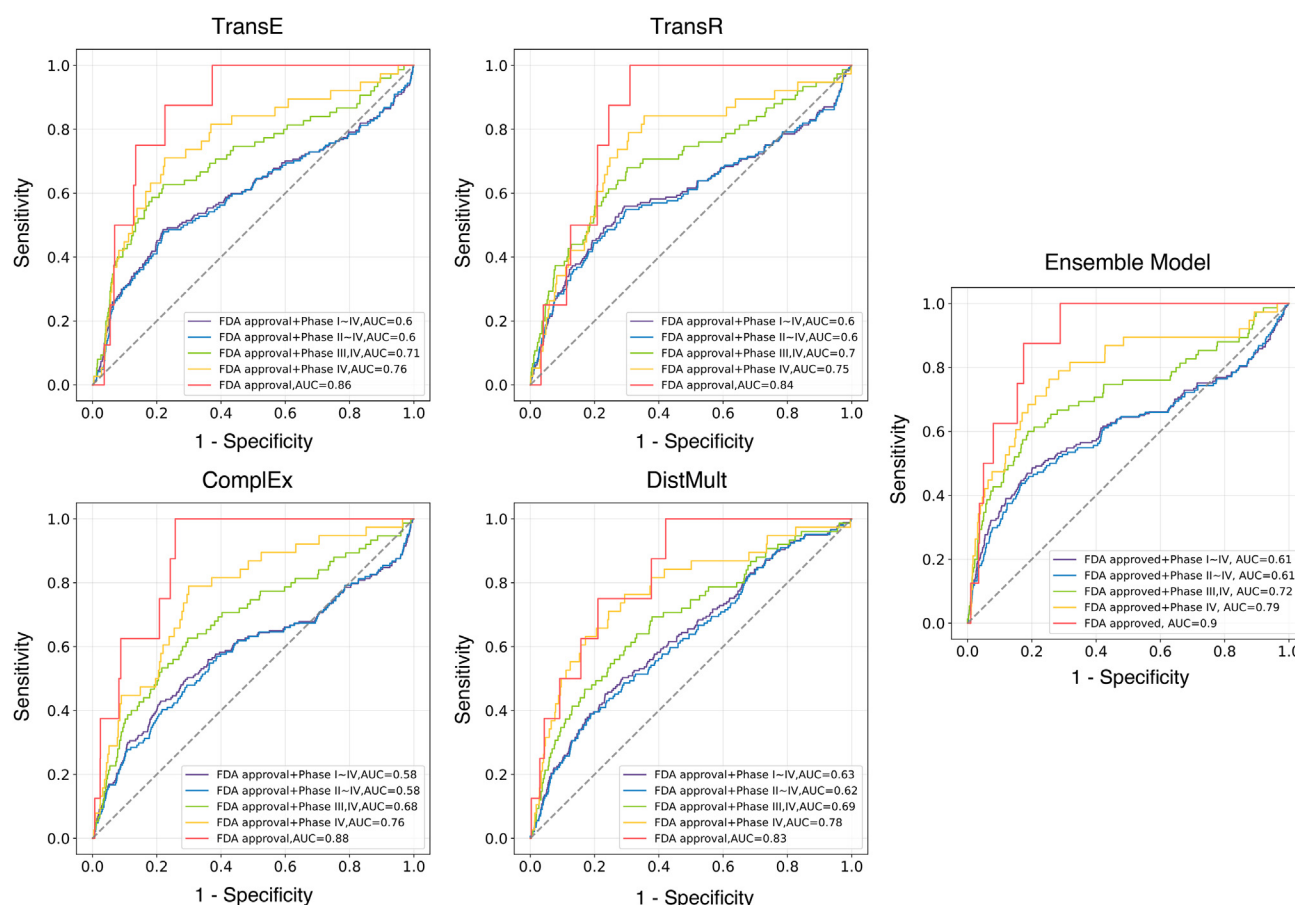 TransE
1.0
0.8
0.6
0.4
0.2
0.0
Sensitivity
FDA approval+Phase I~IV,AUC=0.6
FDA approval+Phase II~IV,AUC=0.6
FDA approval+Phase III,IV,AUC=0.71
FDA approval+Phase IV,AUC=0.76
FDA approval,AUC=0.86
0.0 0.2 0.4 0.6 0.8 1.0
1 - Specificity
TransR
1.0
0.8
0.6
0.4
0.2
0.0
Sensitivity
FDA approval+Phase I~IV,AUC=0.6
FDA approval+Phase II~IV,AUC=0.6
FDA approval+Phase III,IV,AUC=0.7
FDA approval+Phase IV,AUC=0.75
FDA approval,AUC=0.84
0.0 0.2 0.4 0.6 0.8 1.0
1 - Specificity
ComplEx
1.0
0.8
0.6
0.4
0.2
0.0
Sensitivity
FDA approval+Phase I~IV,AUC=0.58
FDA approval+Phase II~IV,AUC=0.58
FDA approval+Phase III,IV,AUC=0.68
FDA approval+Phase IV,AUC=0.76
FDA approval,AUC=0.88
0.0 0.2 0.4 0.6 0.8 1.0
1 - Specificity
DistMult
1.0
0.8
0.6
0.4
0.2
0.0
Sensitivity
FDA approval+Phase I~IV,AUC=0.63
FDA approval+Phase II~IV,AUC=0.62
FDA approval+Phase III,IV,AUC=0.69
FDA approval+Phase IV,AUC=0.78
FDA approval,AUC=0.83
0.0 0.2 0.4 0.6 0.8 1.0
1 - Specificity
Ensemble Model
1.0
0.8
0.6
0.4
0.2
0.0
Sensitivity
FDA approved+Phase I~IV, AUC=0.61
FDA approved+Phase II~IV, AUC=0.61
FDA approved+Phase III,IV, AUC=0.72
FDA approved+Phase IV, AUC=0.79
FDA approved, AUC=0.9
0.0 0.2 0.4 0.6 0.8 1.0
1 - Specificity